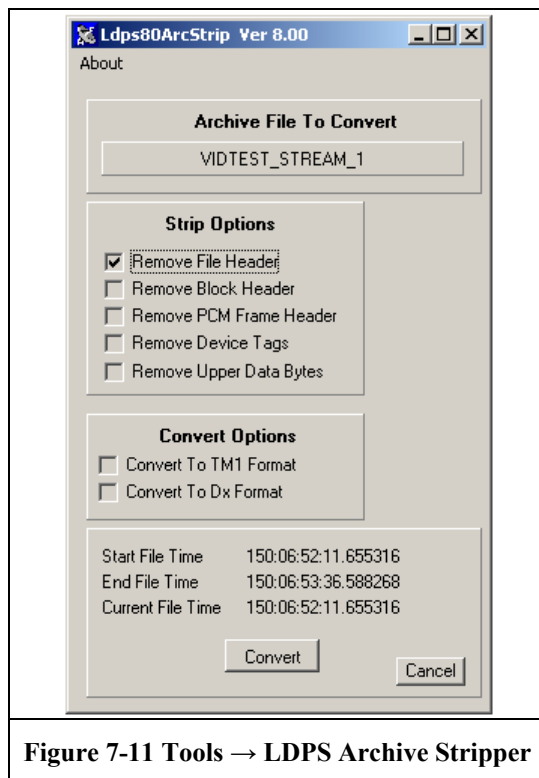 Ldps80ArcStrip Ver 8.00
About
Archive File To Convert
VIDTEST_STREAM_1
Strip Options
Remove File Header
Remove Block Header
Remove PCM Frame Header
Remove Device Tags
Remove Upper Data Bytes
Convert Options
Convert To TM1 Format
Convert To Dx Format
Start File Time 150:06:52:11.655316
End File Time 150:06:53:36.588268
Current File Time 150:06:52:11.655316
Convert
Cancel
Figure 7-11 Tools → LDPS Archive Stripper